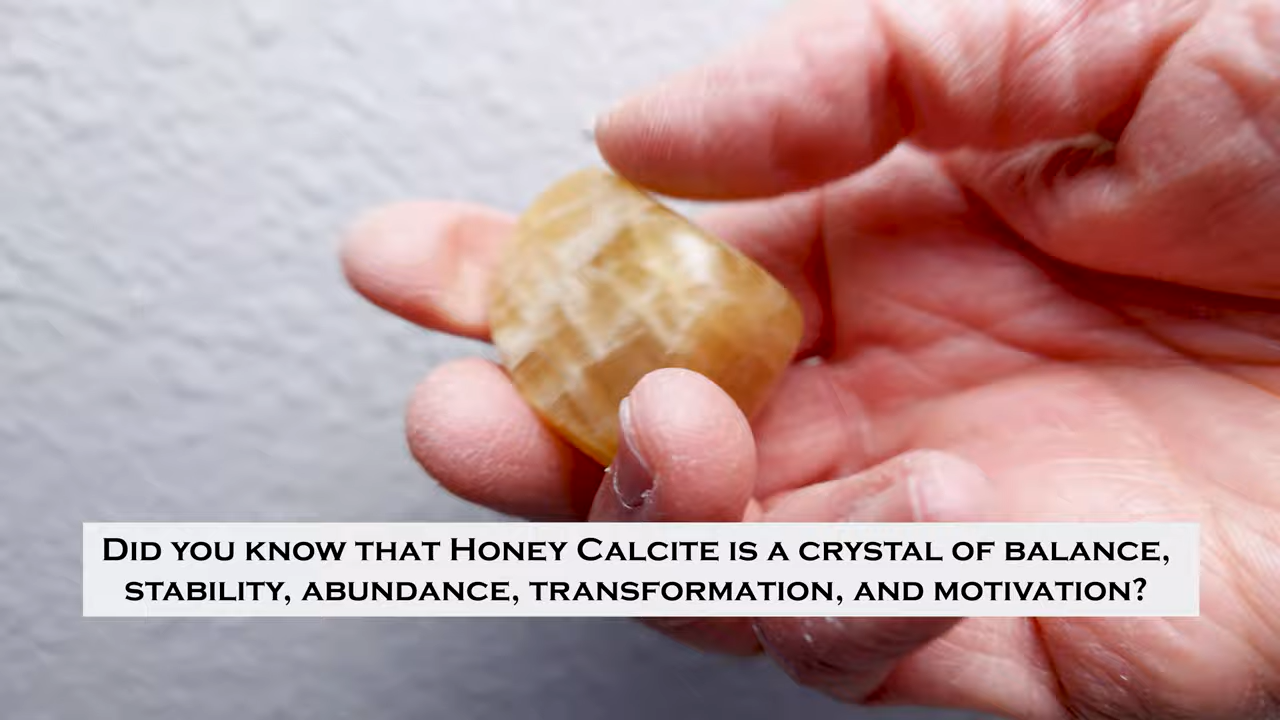 Did you know that Honey Calcite is a crystal of balance,
stability, abundance, transformation, and motivation?